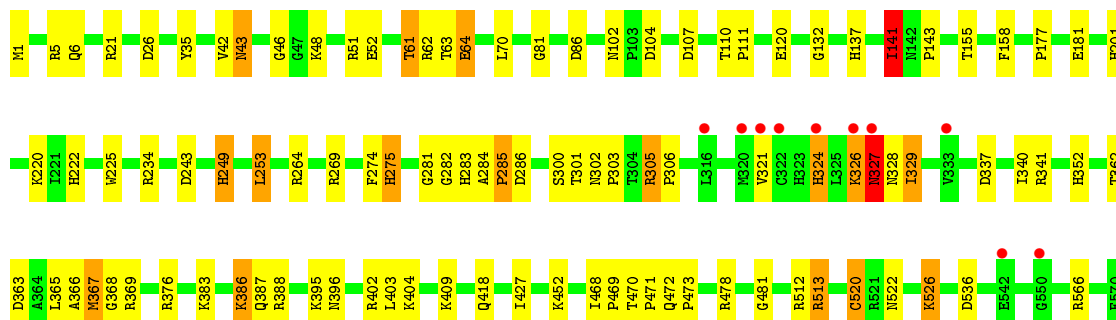 M1 R5 Q6 R21 D26 Y35 V42 N43 G46 G47 K48 R51 E52 T61 R62 T63 E64 L70 G81 D86 N102 P103 D104 D107 T110 P111 E120 G132 H137 I141 N142 P143 T155 F158 P177 E181
K220 I221 H222 W225 R234 D243 H249 L253 R264 R269 F274 H275 G281 G282 H283 A284 P285 D286 S300 T301 N302 P303 T304 R305 P306 L316 M320 V321 C322 H323 H324 L325 K326 N327 N328 I329 V333 D337 I340 R341 H352
D363 A364 L365 A366 M367 G368 R369 R376 K383 K386 Q387 R388 K395 N396 R402 L403 K404 K409 Q418 I427 K452 I468 P469 T470 P471 Q472 P473 R478 G481 R512 R513 C520 R521 N522 K526 D536 E542 G550 R566